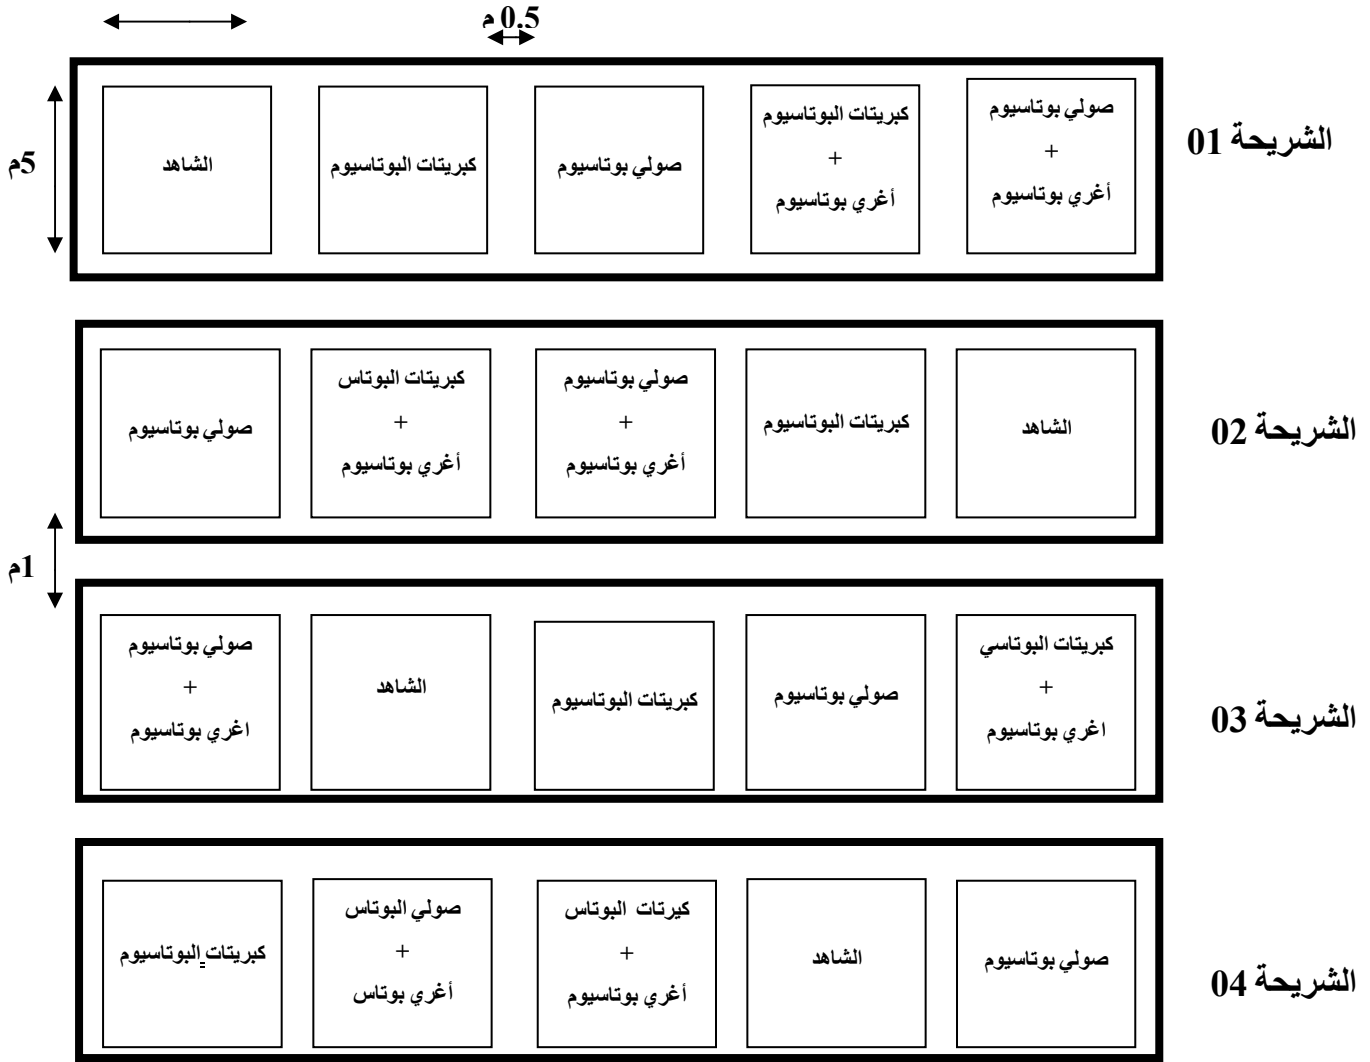 0.5 م
الشريحة 01
صولي بوتاسيوم
+
أغري بوتاسيوم
كبريتات البوتاسيوم
+
أغري بوتاسيوم
صولي بوتاسيوم
كبريتات البوتاسيوم
الشاهد
5م
الشريحة 02
الشاهد
كبريتات البوتاسيوم
صولي بوتاسيوم
+
أغري بوتاسيوم
كبريتات البوتاس
+
أغري بوتاسيوم
صولي بوتاسيوم
1م
الشريحة 03
كبريتات البوتاسي
+
اغري بوتاسيوم
صولي بوتاسيوم
كبريتات البوتاسيوم
الشاهد
صولي بوتاسيوم
+
اغري بوتاسيوم
الشريحة 04
صولي بوتاسيوم
الشاهد
كيرتات البوتاس
+
أغري بوتاسيوم
صولي البوتاس
+
أغري بوتاس
كبريتات البوتاسيوم